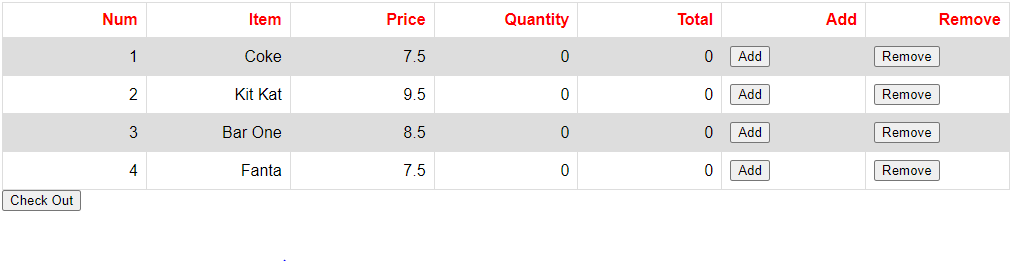 Num Item Price Quantity Total Add Remove
1 Coke 7.5 0 0 Add Remove
2 Kit Kat 9.5 0 0 Add Remove
3 Bar One 8.5 0 0 Add Remove
4 Fanta 7.5 0 0 Add Remove
Check Out